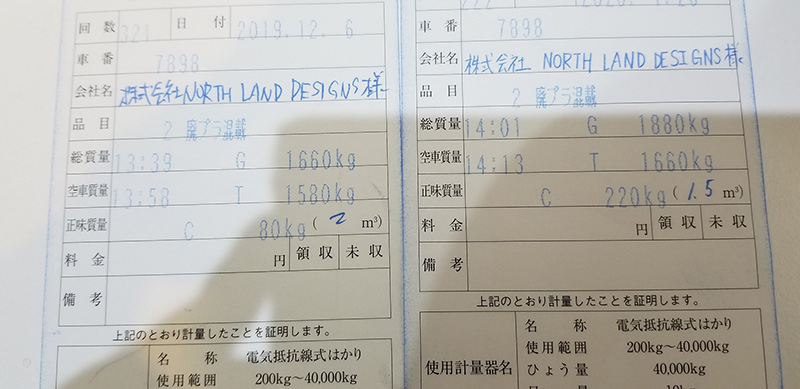 回数 321 日付 2019.12. 6
車番 7898
会社名 株式会社NORTH LAND DESIGNS様
品目 2 廃プラ混載
総質量 13:39 G 1660kg
空車質量 13:58 T 1580kg
正味質量 C 80kg ( 2 m³)
料金 円 領収 未収
備考
上記のとおり計量したことを証明します。
名称 電気抵抗線式はかり
使用範囲 200kg〜40,000kg
車番 7898
会社名 株式会社 NORTH LAND DESIGNS様
品目 2 廃プラ混載
総質量 14:01 G 1880kg
空車質量 14:13 T 1660kg
正味質量 C 220kg ( 1.5 m³)
料金 円 領収 未収
備考
上記のとおり計量したことを証明します。
使用計量器名
名称 電気抵抗線式はかり
使用範囲 200kg〜40,000kg
ひょう量 40,000kg